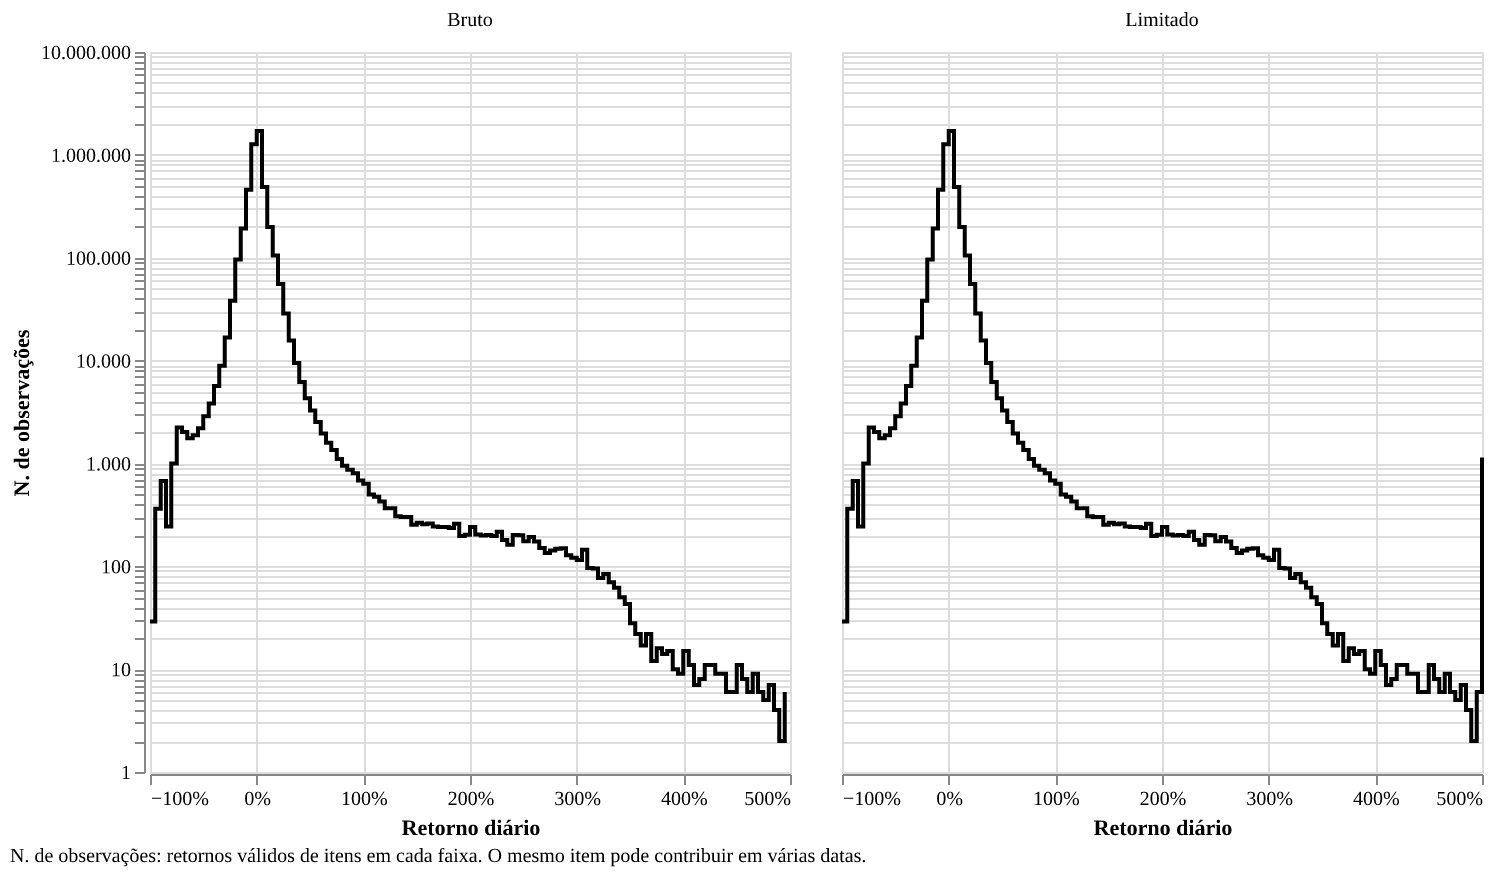 Bruto
Limitado
10.000.000
1.000.000
100.000
10.000
1.000
100
10
1
N. de observações
−100% 0% 100% 200% 300% 400% 500%
−100% 0% 100% 200% 300% 400% 500%
Retorno diário
Retorno diário
N. de observações: retornos válidos de itens em cada faixa. O mesmo item pode contribuir em várias datas.